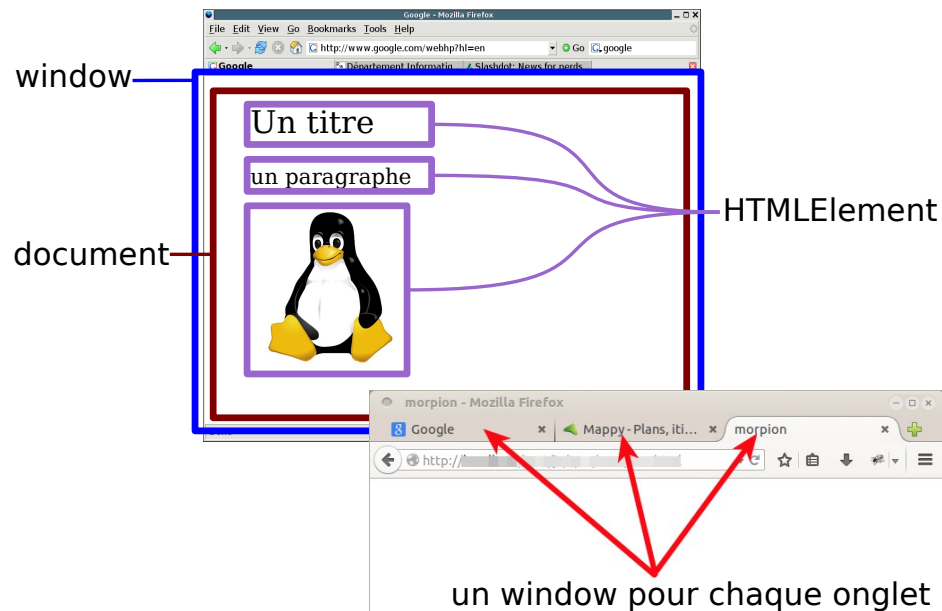 Google - Mozilla Firefox
File Edit View Go Bookmarks Tools Help
http://www.google.com/webhp?hl=en Go google
Google Département Informatiq... Slashdot: News for nerds...
window
Un titre
un paragraphe
HTMLElement
document
morpion - Mozilla Firefox
Google Mappy - Plans, iti... morpion
http://
un window pour chaque onglet